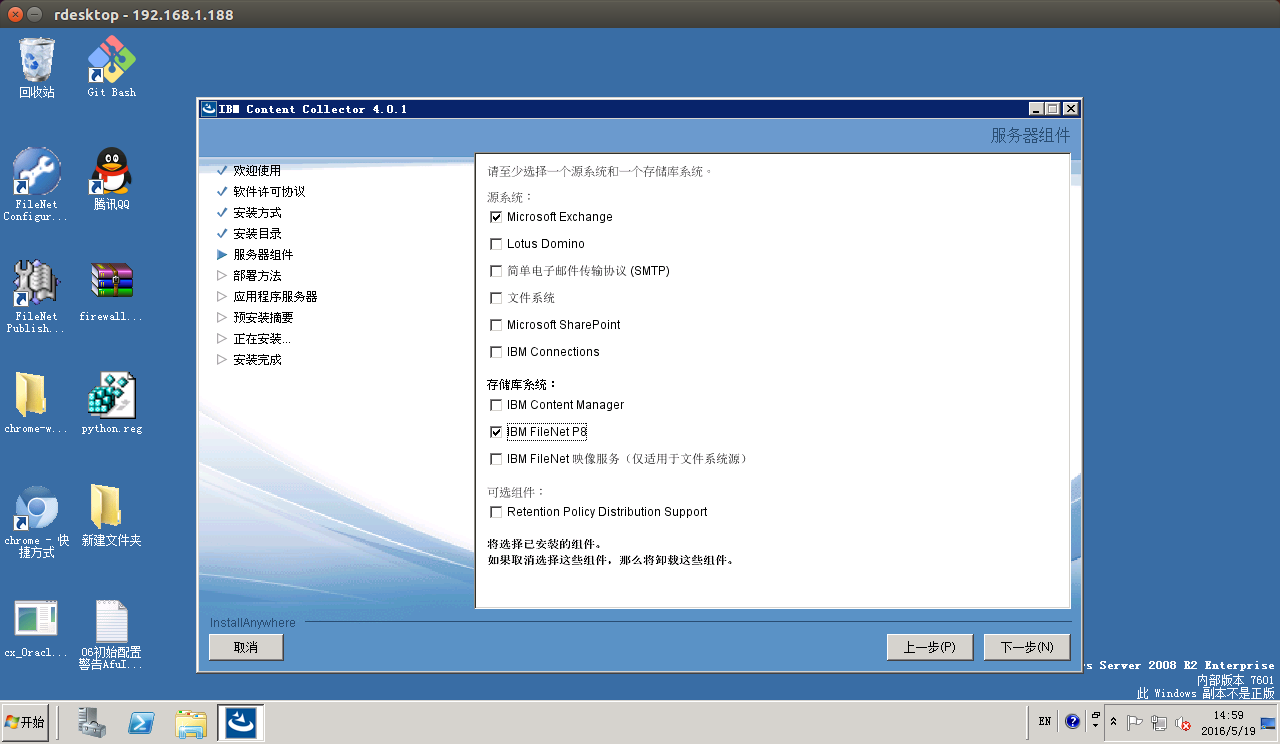 rdesktop - 192.168.1.188
回收站
Git Bash
FileNet
Configur...
腾讯QQ
FileNet
Publish...
firewall...
chrome-w...
python.reg
chrome - 快
捷方式
新建文件夹
cx_Oracl...
06初始配置
警告AfuI...
IBM Content Collector 4.0.1
服务器组件
欢迎使用
软件许可协议
安装方式
安装目录
服务器组件
部署方法
应用程序服务器
预安装摘要
正在安装...
安装完成
请至少选择一个源系统和一个存储库系统。
源系统：
Microsoft Exchange
Lotus Domino
简单电子邮件传输协议 (SMTP)
文件系统
Microsoft SharePoint
IBM Connections
存储库系统：
IBM Content Manager
IBM FileNet P8
IBM FileNet 映像服务（仅适用于文件系统源）
可选组件：
Retention Policy Distribution Support
将选择已安装的组件。
如果取消选择这些组件，那么将卸载这些组件。
InstallAnywhere
取消
上一步(P)
下一步(N)
s Server 2008 R2 Enterprise
内部版本 7601
此 Windows 副本不是正版
开始
EN
14:59
2016/5/19